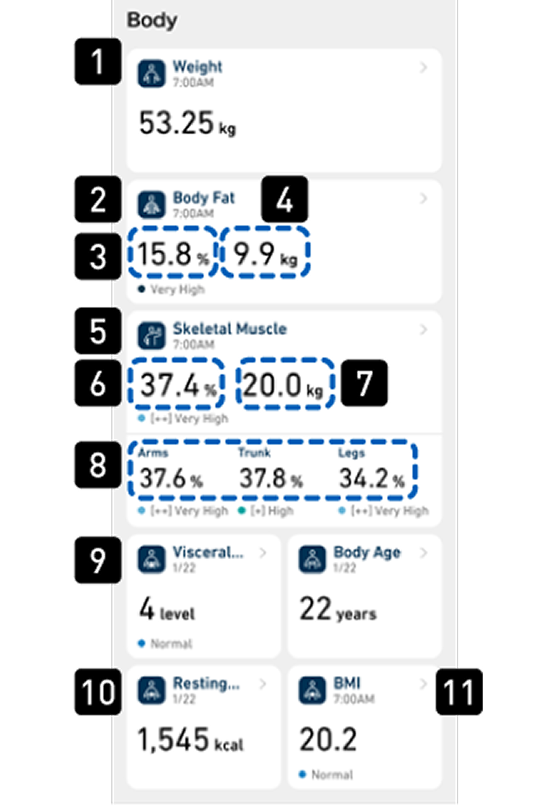 Body
1
Weight
7:00AM
53.25 kg
2
Body Fat
4
7:00AM
3
15.8 % 9.9 kg
Very High
5
Skeletal Muscle
7:00AM
6
37.4 % 20.0 kg
7
[++] Very High
8
Arms Trunk Legs
37.6 % 37.8 % 34.2 %
[++] Very High [+] High [++] Very High
9
Visceral... Body Age
1/22 1/22
4 level 22 years
Normal
10
Resting... BMI
11
1/22 7:00AM
1,545 kcal 20.2
Normal